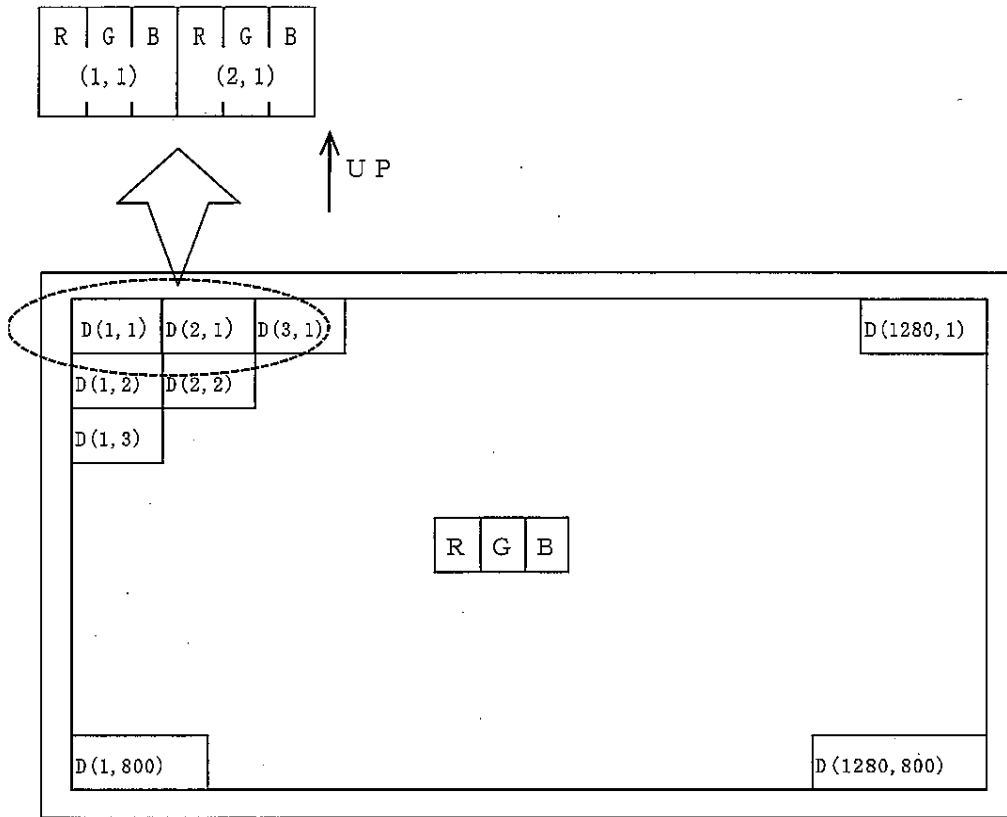 R G B R G B
(1,1) (2,1)
UP
D(1,1) D(2,1) D(3,1) D(1280,1)
D(1,2) D(2,2)
D(1,3)
R G B
D(1,800) D(1280,800)